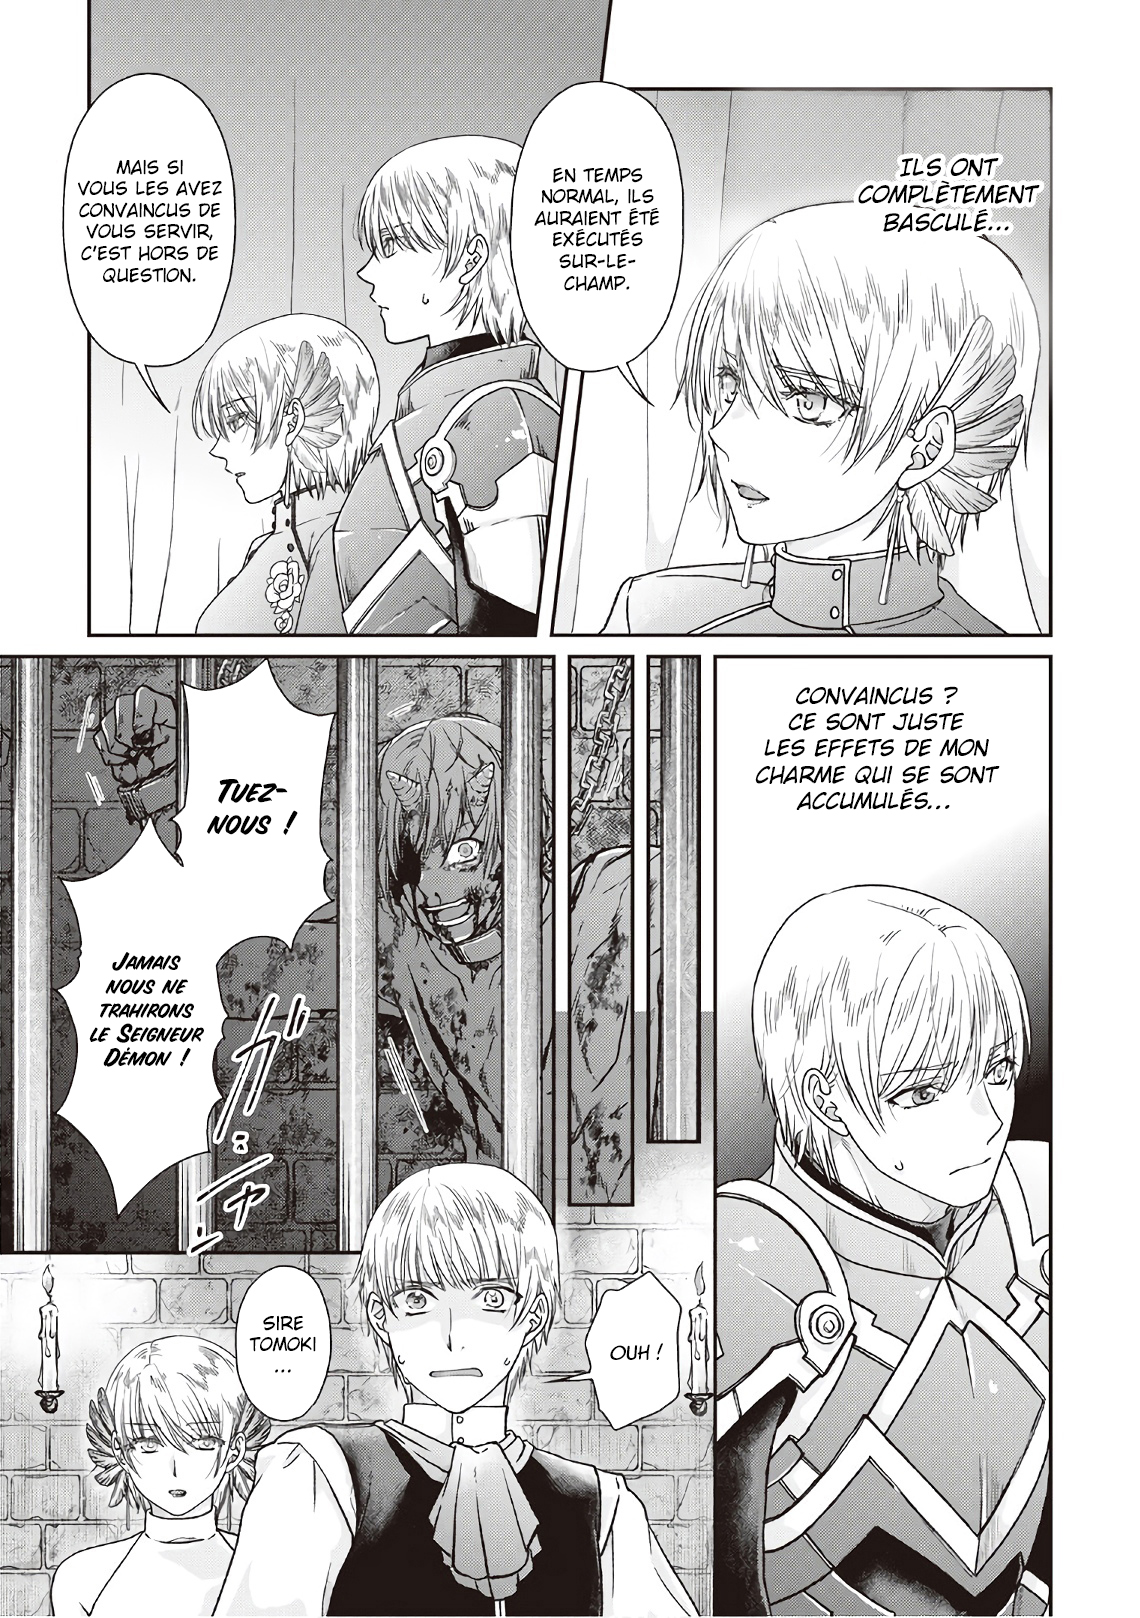 ILS ONT
COMPLÈTEMENT
BASCULÉ...
EN TEMPS
NORMAL, ILS
AURAIENT ÉTÉ
EXÉCUTÉS
SUR-LE-
CHAMP.
MAIS SI
VOUS LES AVEZ
CONVAINCUS DE
VOUS SERVIR,
C'EST HORS DE
QUESTION.
CONVAINCUS ?
CE SONT JUSTE
LES EFFETS DE MON
CHARME QUI SE SONT
ACCUMULÉS...
TUEZ-
NOUS !
JAMAIS
NOUS NE
TRAHIRONS
LE SEIGNEUR
DÉMON !
ガシャン
OUH !
SIRE
TOMOKI
...